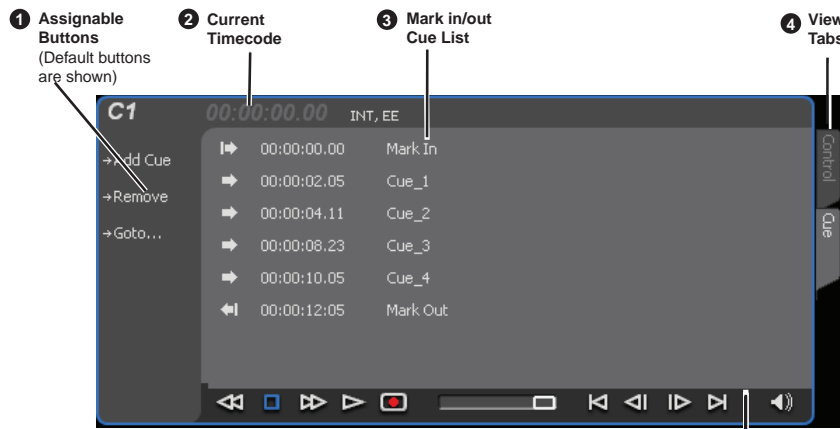 1 Assignable
Buttons
(Default buttons
are shown)
2 Current
Timecode
3 Mark in/out
Cue List
4 View
Tabs
C1
00:00:00.00 INT, EE
Add Cue
Remove
Goto...
00:00:00.00 Mark In
00:00:02.05 Cue_1
00:00:04.11 Cue_2
00:00:08.23 Cue_3
00:00:10.05 Cue_4
00:00:12:05 Mark Out
Control
Cue